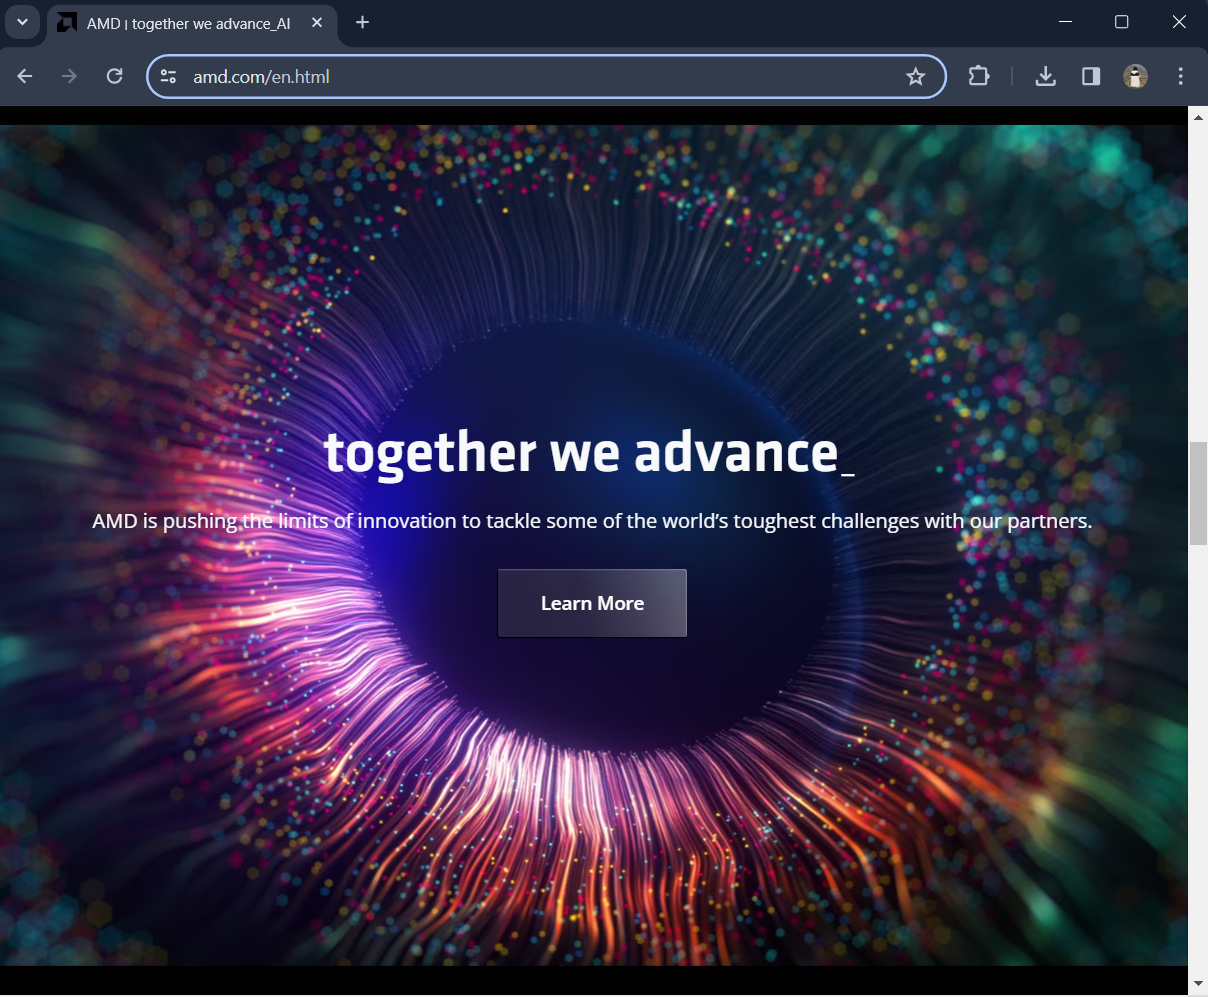 AMD | together we advance_AI
amd.com/en.html
together we advance_
AMD is pushing the limits of innovation to tackle some of the world’s toughest challenges with our partners.
Learn More